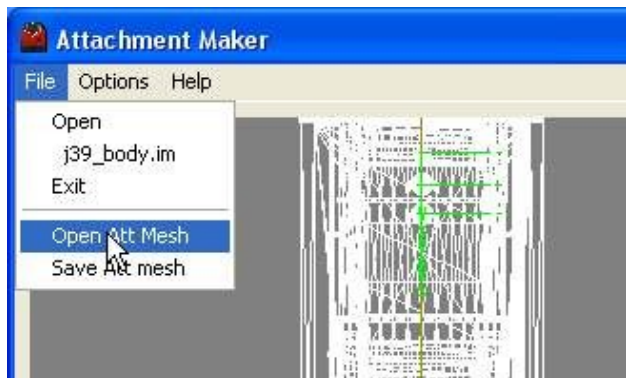 Attachment Maker
File Options Help
Open
j39_body.im
Exit
Open Att Mesh
Save Att mesh